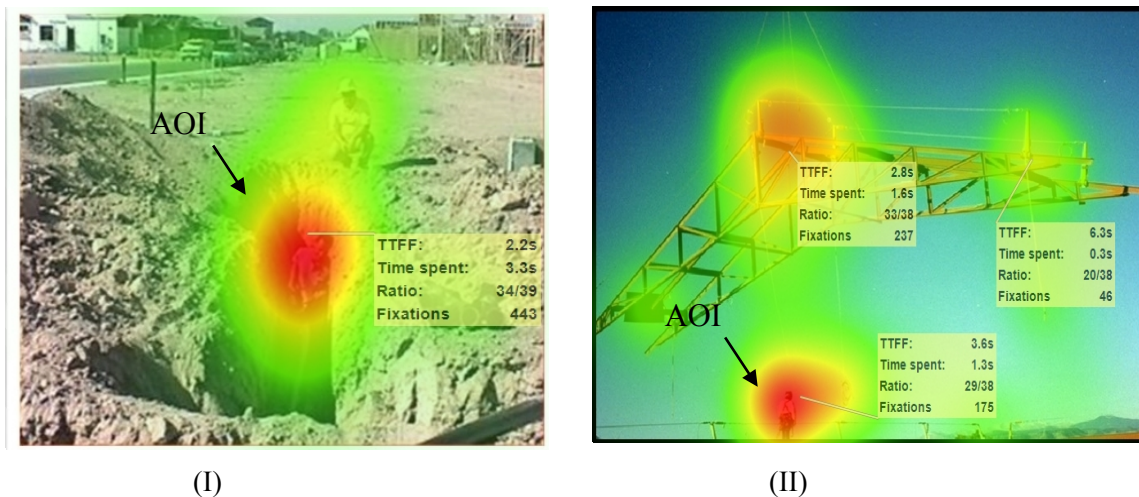 AOI
TTFF: 2.2s
Time spent: 3.3s
Ratio: 34/39
Fixations 443
(I)
TTFF: 2.8s
Time spent: 1.6s
Ratio: 33/38
Fixations 237
TTFF: 6.3s
Time spent: 0.3s
Ratio: 20/38
Fixations 46
AOI
TTFF: 3.6s
Time spent: 1.3s
Ratio: 29/38
Fixations 175
(II)